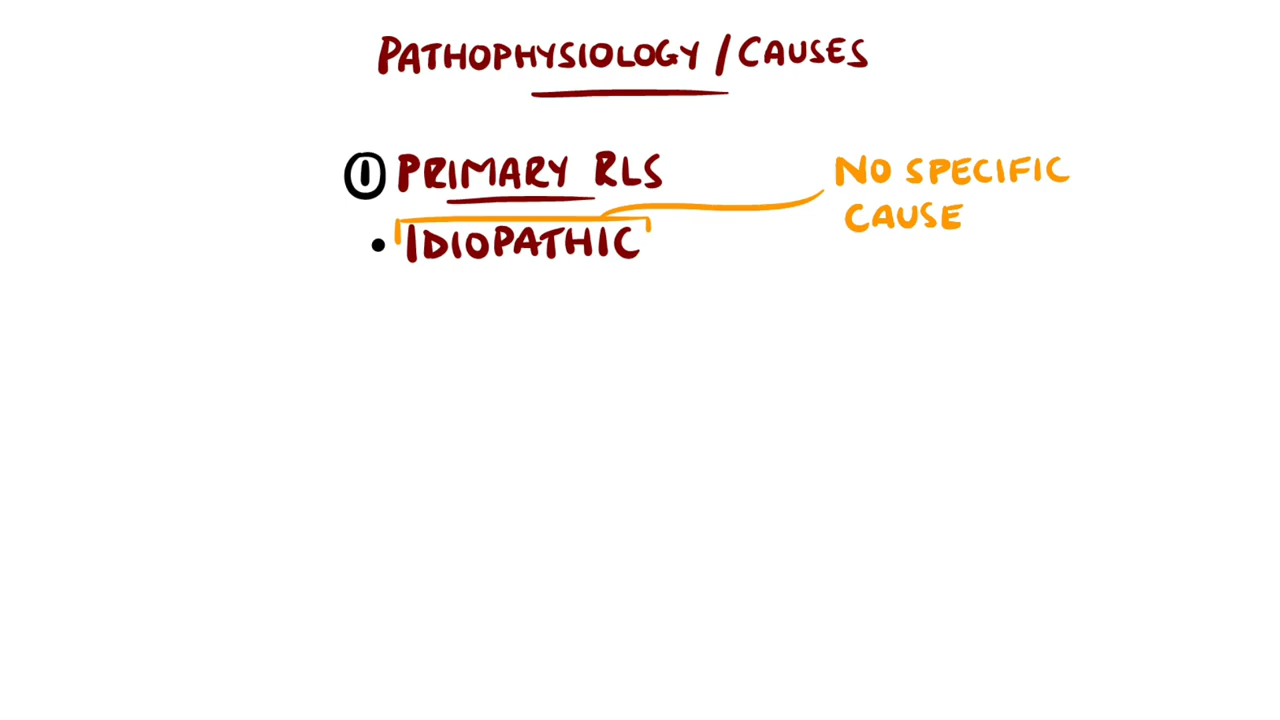 PATHOPHYSIOLOGY / CAUSES
① PRIMARY RLS
• IDIOPATHIC
NO SPECIFIC
CAUSE